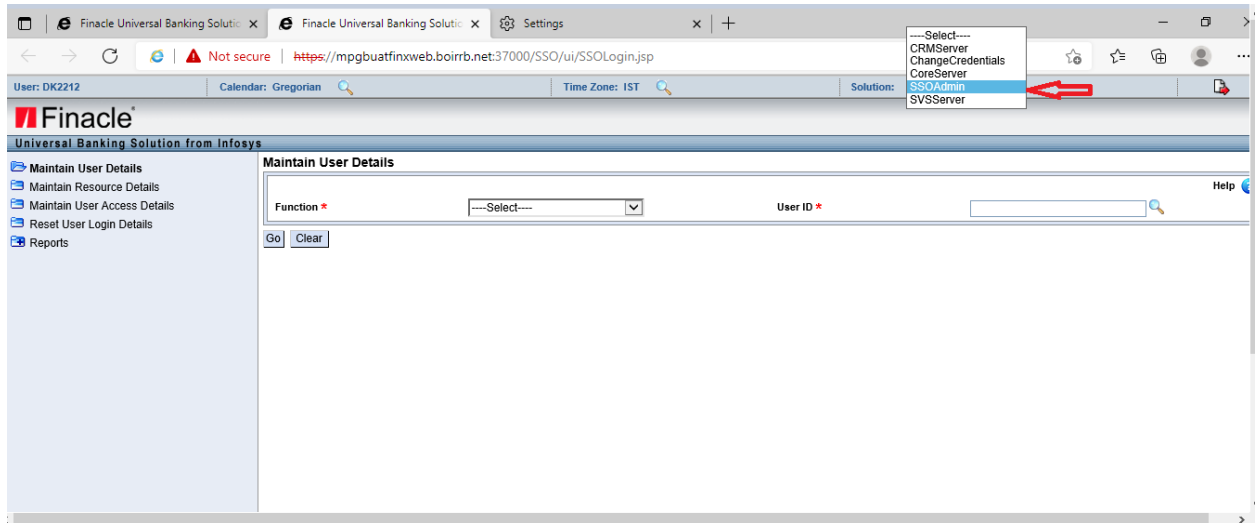 Finacle Universal Banking Solutic
Finacle Universal Banking Solutic
Settings
Not secure https://mpgbuatfinxweb.boirrb.net:37000/SSO/ui/SSOLogin.jsp
----Select----
CRMServer
ChangeCredentials
CoreServer
SSOAdmin
SVSServer
User: DK2212 Calendar: Gregorian Time Zone: IST Solution:
Finacle
Universal Banking Solution from Infosys
Maintain User Details
Maintain Resource Details
Maintain User Access Details
Reset User Login Details
Reports
Maintain User Details
Help
Function * ----Select---- User ID *
Go Clear